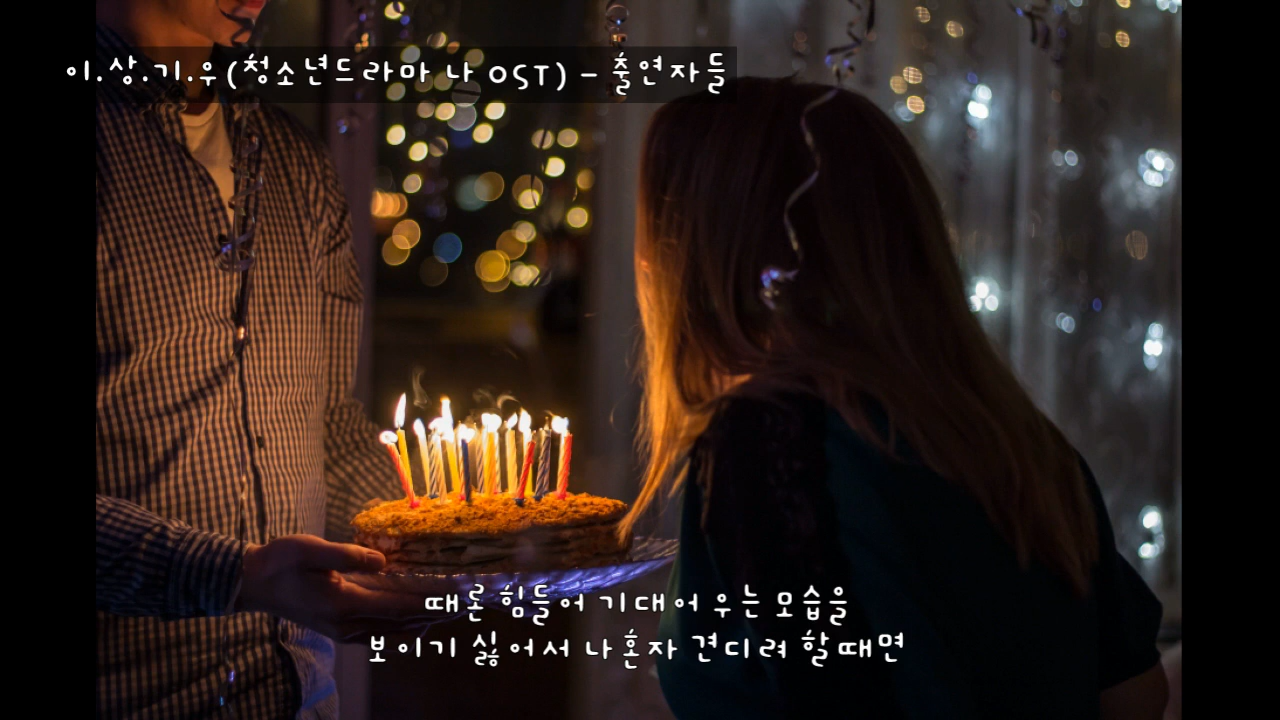 이.상.기.우(청소년드라마 나 OST) - 출연자들
때론 힘들어 기대어 우는 모습을
보이기 싫어서 나혼자 견디려 할때면